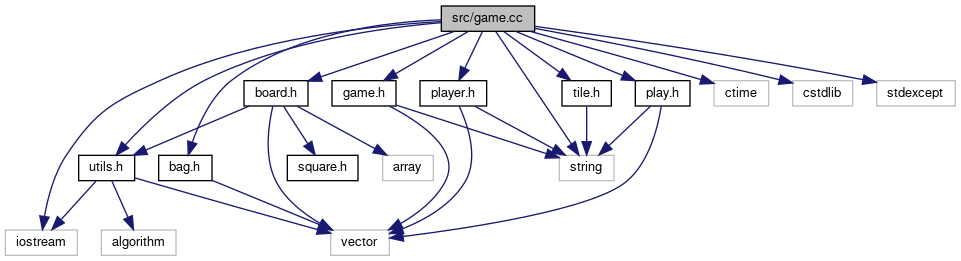 src/game.cc
board.h
game.h
player.h
tile.h
play.h
ctime
cstdlib
stdexcept
utils.h
bag.h
square.h
array
string
iostream
algorithm
vector